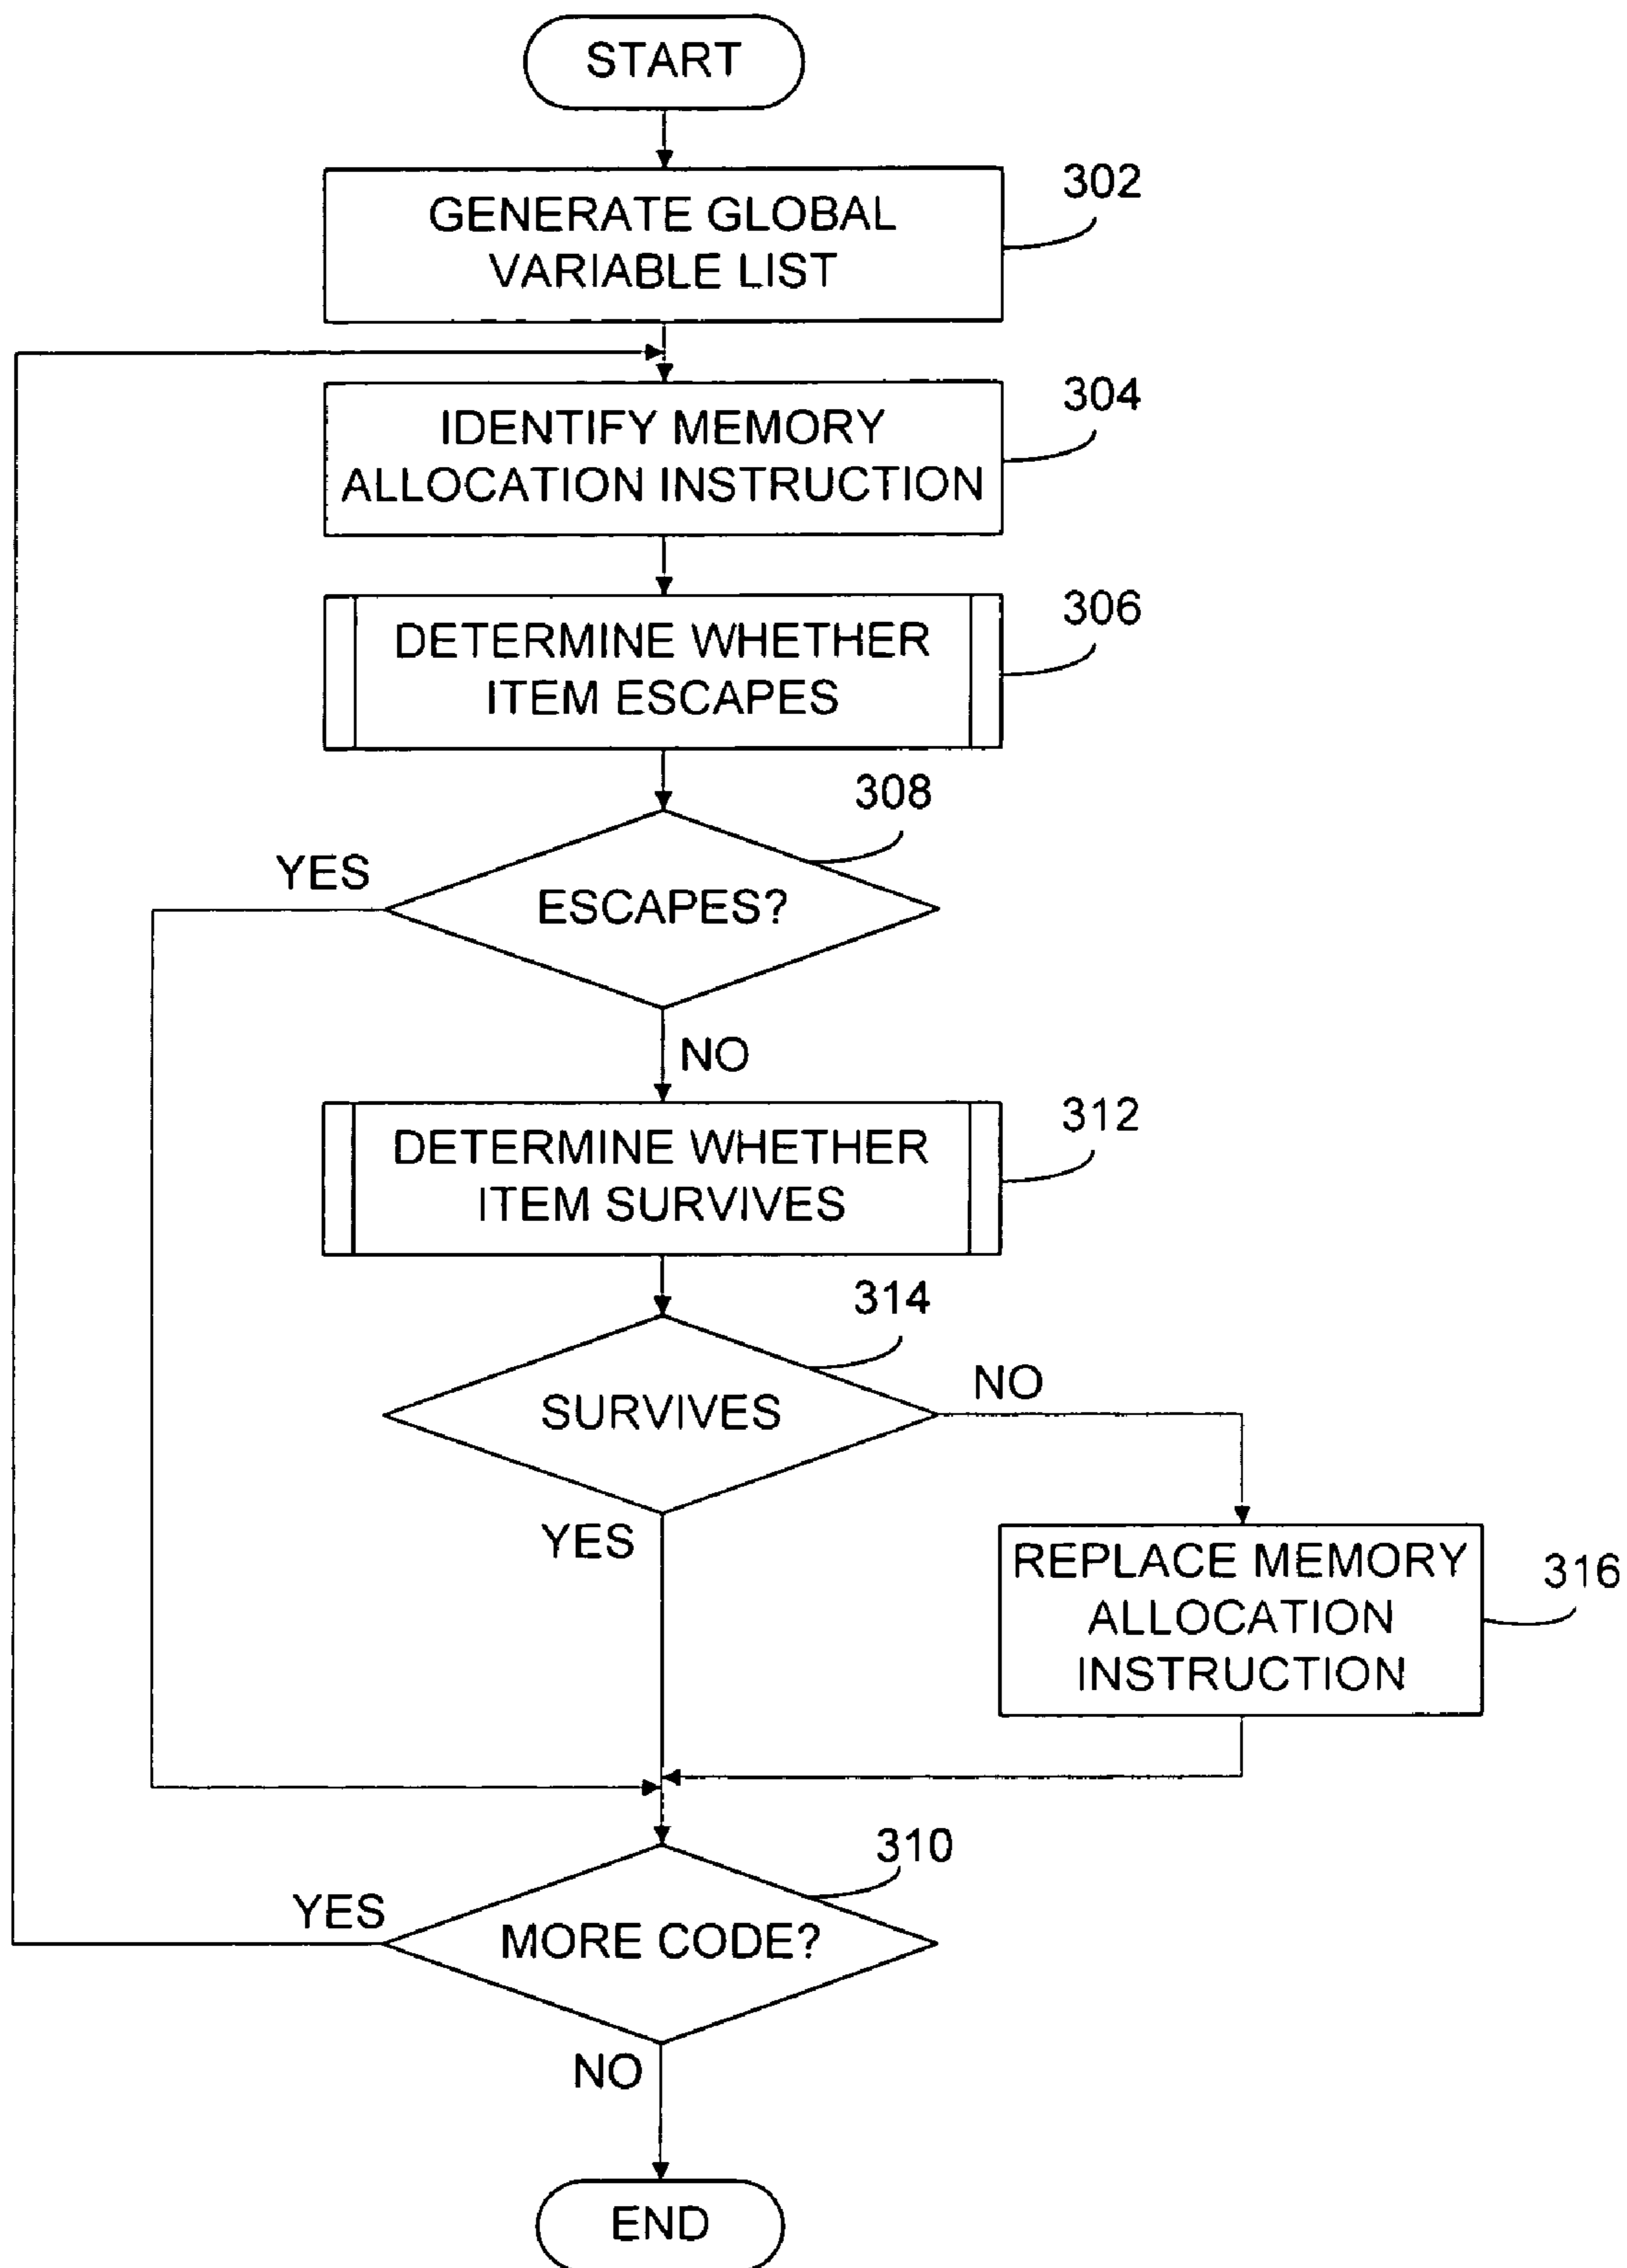 START
GENERATE GLOBAL
VARIABLE LIST
302
IDENTIFY MEMORY
ALLOCATION INSTRUCTION
304
DETERMINE WHETHER
ITEM ESCAPES
306
308
YES
ESCAPES?
NO
DETERMINE WHETHER
ITEM SURVIVES
312
314
NO
SURVIVES
YES
REPLACE MEMORY
ALLOCATION
INSTRUCTION
316
310
YES
MORE CODE?
NO
END